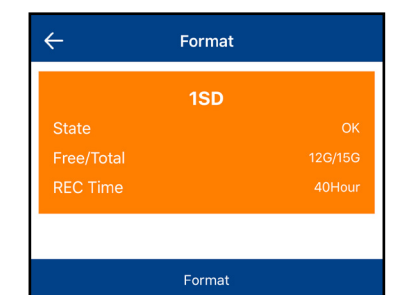 Format
1SD
State OK
Free/Total 12G/15G
REC Time 40Hour
Format